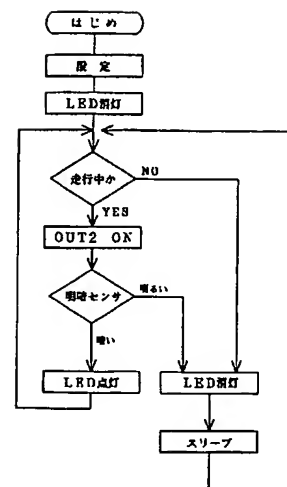 はじめ
設定
LED消灯
走行中か
NO
YES
OUT2 ON
明暗センサ
明るい
暗い
LED点灯
LED消灯
スリープ